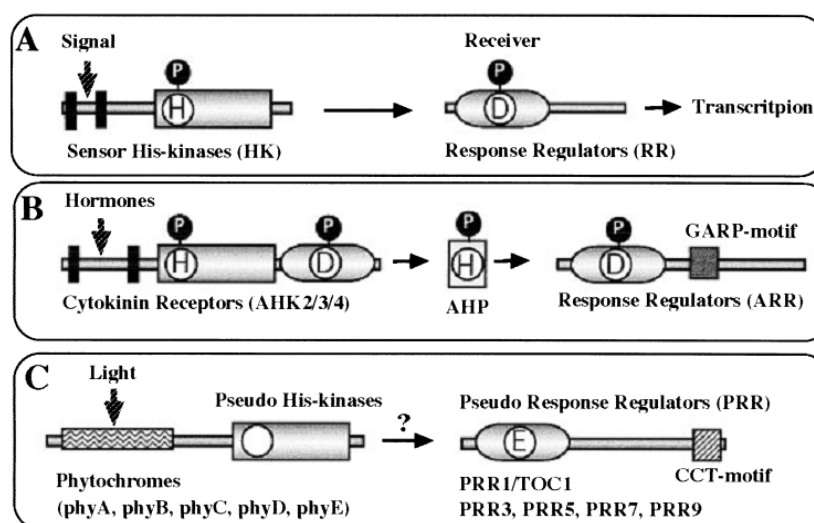 A
Signal
Receiver
P
P
H
D
Transcritpion
Sensor His-kinases (HK)
Response Regulators (RR)
B
Hormones
P
P
P
P
GARP-motif
H
D
H
D
Cytokinin Receptors (AHK2/3/4)
AHP
Response Regulators (ARR)
C
Light
Pseudo His-kinases
?
Pseudo Response Regulators (PRR)
E
CCT-motif
Phytochromes
PRR1/TOC1
(phyA, phyB, phyC, phyD, phyE)
PRR3, PRR5, PRR7, PRR9